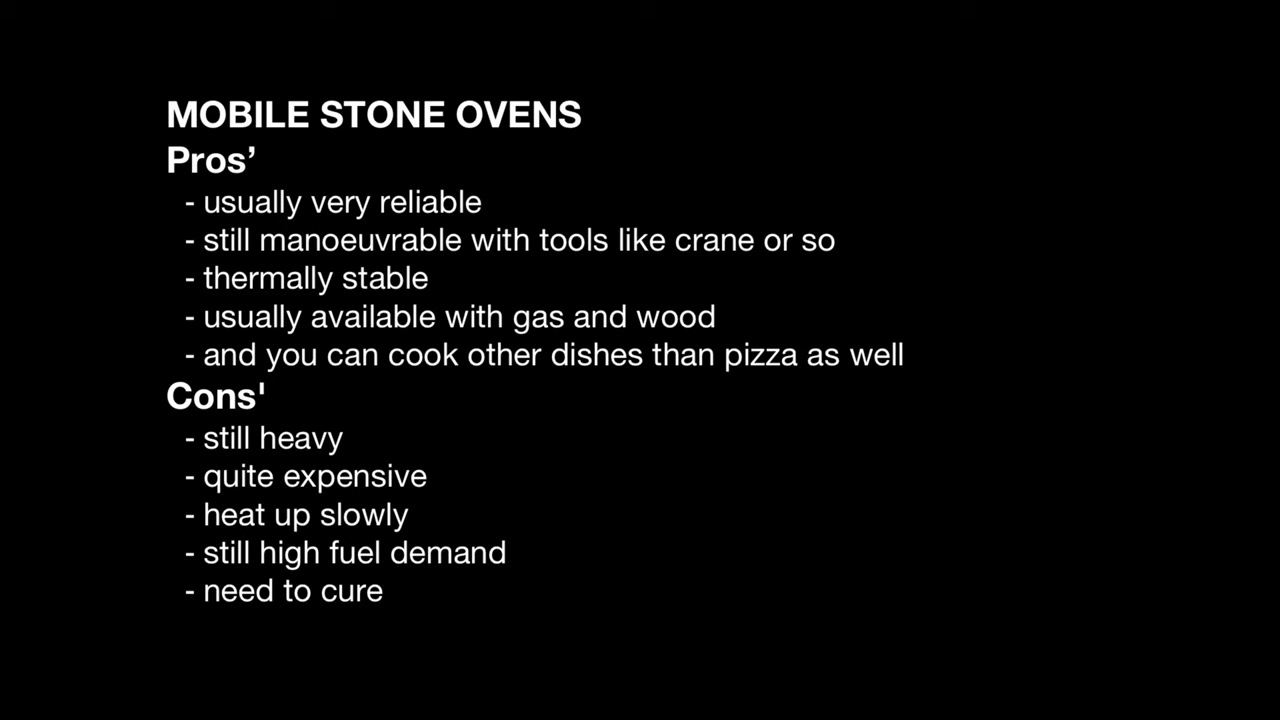 MOBILE STONE OVENS
Pros’
- usually very reliable
- still manoeuvrable with tools like crane or so
- thermally stable
- usually available with gas and wood
- and you can cook other dishes than pizza as well
Cons'
- still heavy
- quite expensive
- heat up slowly
- still high fuel demand
- need to cure